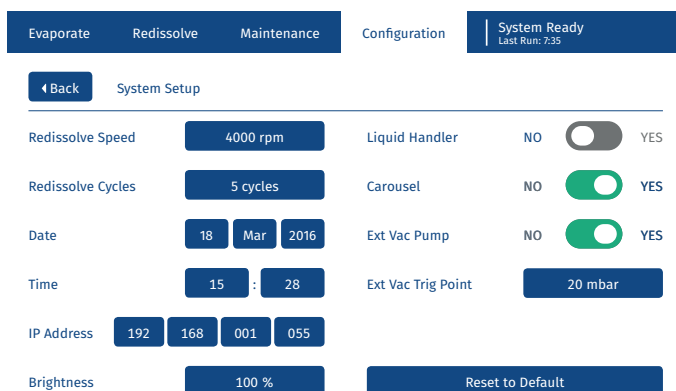 Evaporate Redissolve Maintenance Configuration System Ready
Last Run: 7:35
Back System Setup
Redissolve Speed 4000 rpm Liquid Handler NO YES
Redissolve Cycles 5 cycles Carousel NO YES
Date 18 Mar 2016 Ext Vac Pump NO YES
Time 15 : 28 Ext Vac Trig Point 20 mbar
IP Address 192 168 001 055
Brightness 100 % Reset to Default